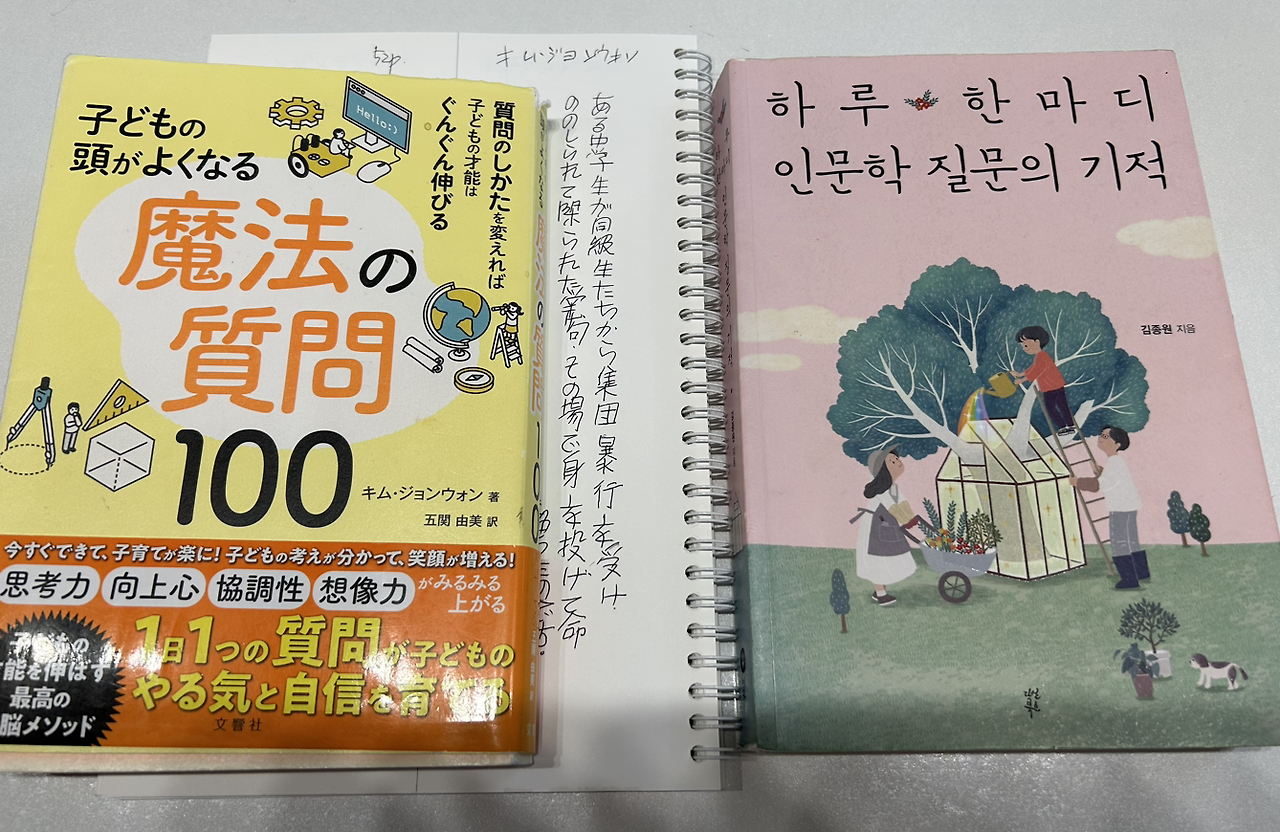 子どもの
頭がよくなる
魔法の
質問
100
質問のしかたを変えれば
子どもの才能は
ぐんぐん伸びる
Hello:)
キム・ジョンウォン 著
五関 由美 訳
今すぐできて、子育てが楽に！子どもの考えが分かって、笑顔が増える！
思考力 向上心 協調性 想像力 がみるみる
上がる
1日1つの質問が子どもの
やる気と自信を育てる
能を伸ばす
最高の
脳メソッド
文響社
52p.
キム・ジョンウォン
ある中学生が同級生たちから集団暴行を受け、
ののしられて陥られた 、その場で身を投げて命
하루 한마디
인문학 질문의 기적
김종원 지음